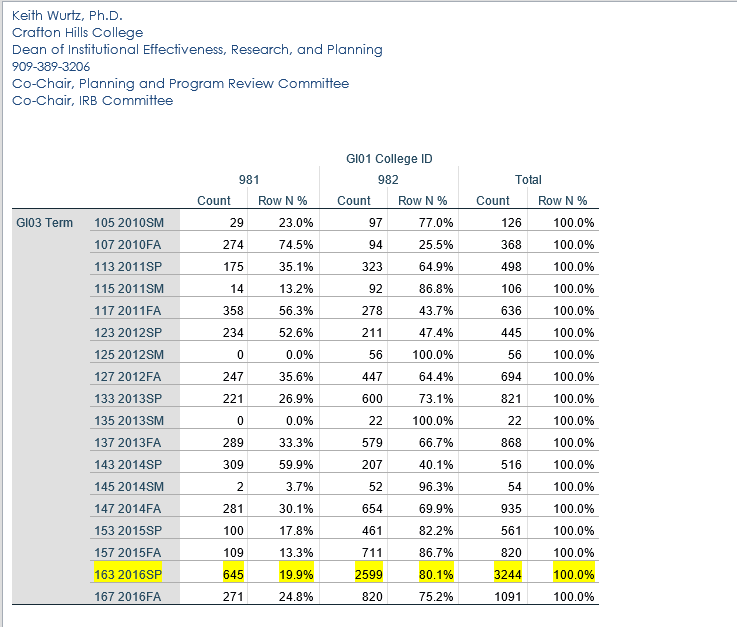 Keith Wurtz, Ph.D.
Crafton Hills College
Dean of Institutional Effectiveness, Research, and Planning
909-389-3206
Co-Chair, Planning and Program Review Committee
Co-Chair, IRB Committee
GI01 College ID
981 982 Total
Count Row N % Count Row N % Count Row N %
GI03 Term 105 2010SM 29 23.0% 97 77.0% 126 100.0%
107 2010FA 274 74.5% 94 25.5% 368 100.0%
113 2011SP 175 35.1% 323 64.9% 498 100.0%
115 2011SM 14 13.2% 92 86.8% 106 100.0%
117 2011FA 358 56.3% 278 43.7% 636 100.0%
123 2012SP 234 52.6% 211 47.4% 445 100.0%
125 2012SM 0 0.0% 56 100.0% 56 100.0%
127 2012FA 247 35.6% 447 64.4% 694 100.0%
133 2013SP 221 26.9% 600 73.1% 821 100.0%
135 2013SM 0 0.0% 22 100.0% 22 100.0%
137 2013FA 289 33.3% 579 66.7% 868 100.0%
143 2014SP 309 59.9% 207 40.1% 516 100.0%
145 2014SM 2 3.7% 52 96.3% 54 100.0%
147 2014FA 281 30.1% 654 69.9% 935 100.0%
153 2015SP 100 17.8% 461 82.2% 561 100.0%
157 2015FA 109 13.3% 711 86.7% 820 100.0%
163 2016SP 645 19.9% 2599 80.1% 3244 100.0%
167 2016FA 271 24.8% 820 75.2% 1091 100.0%